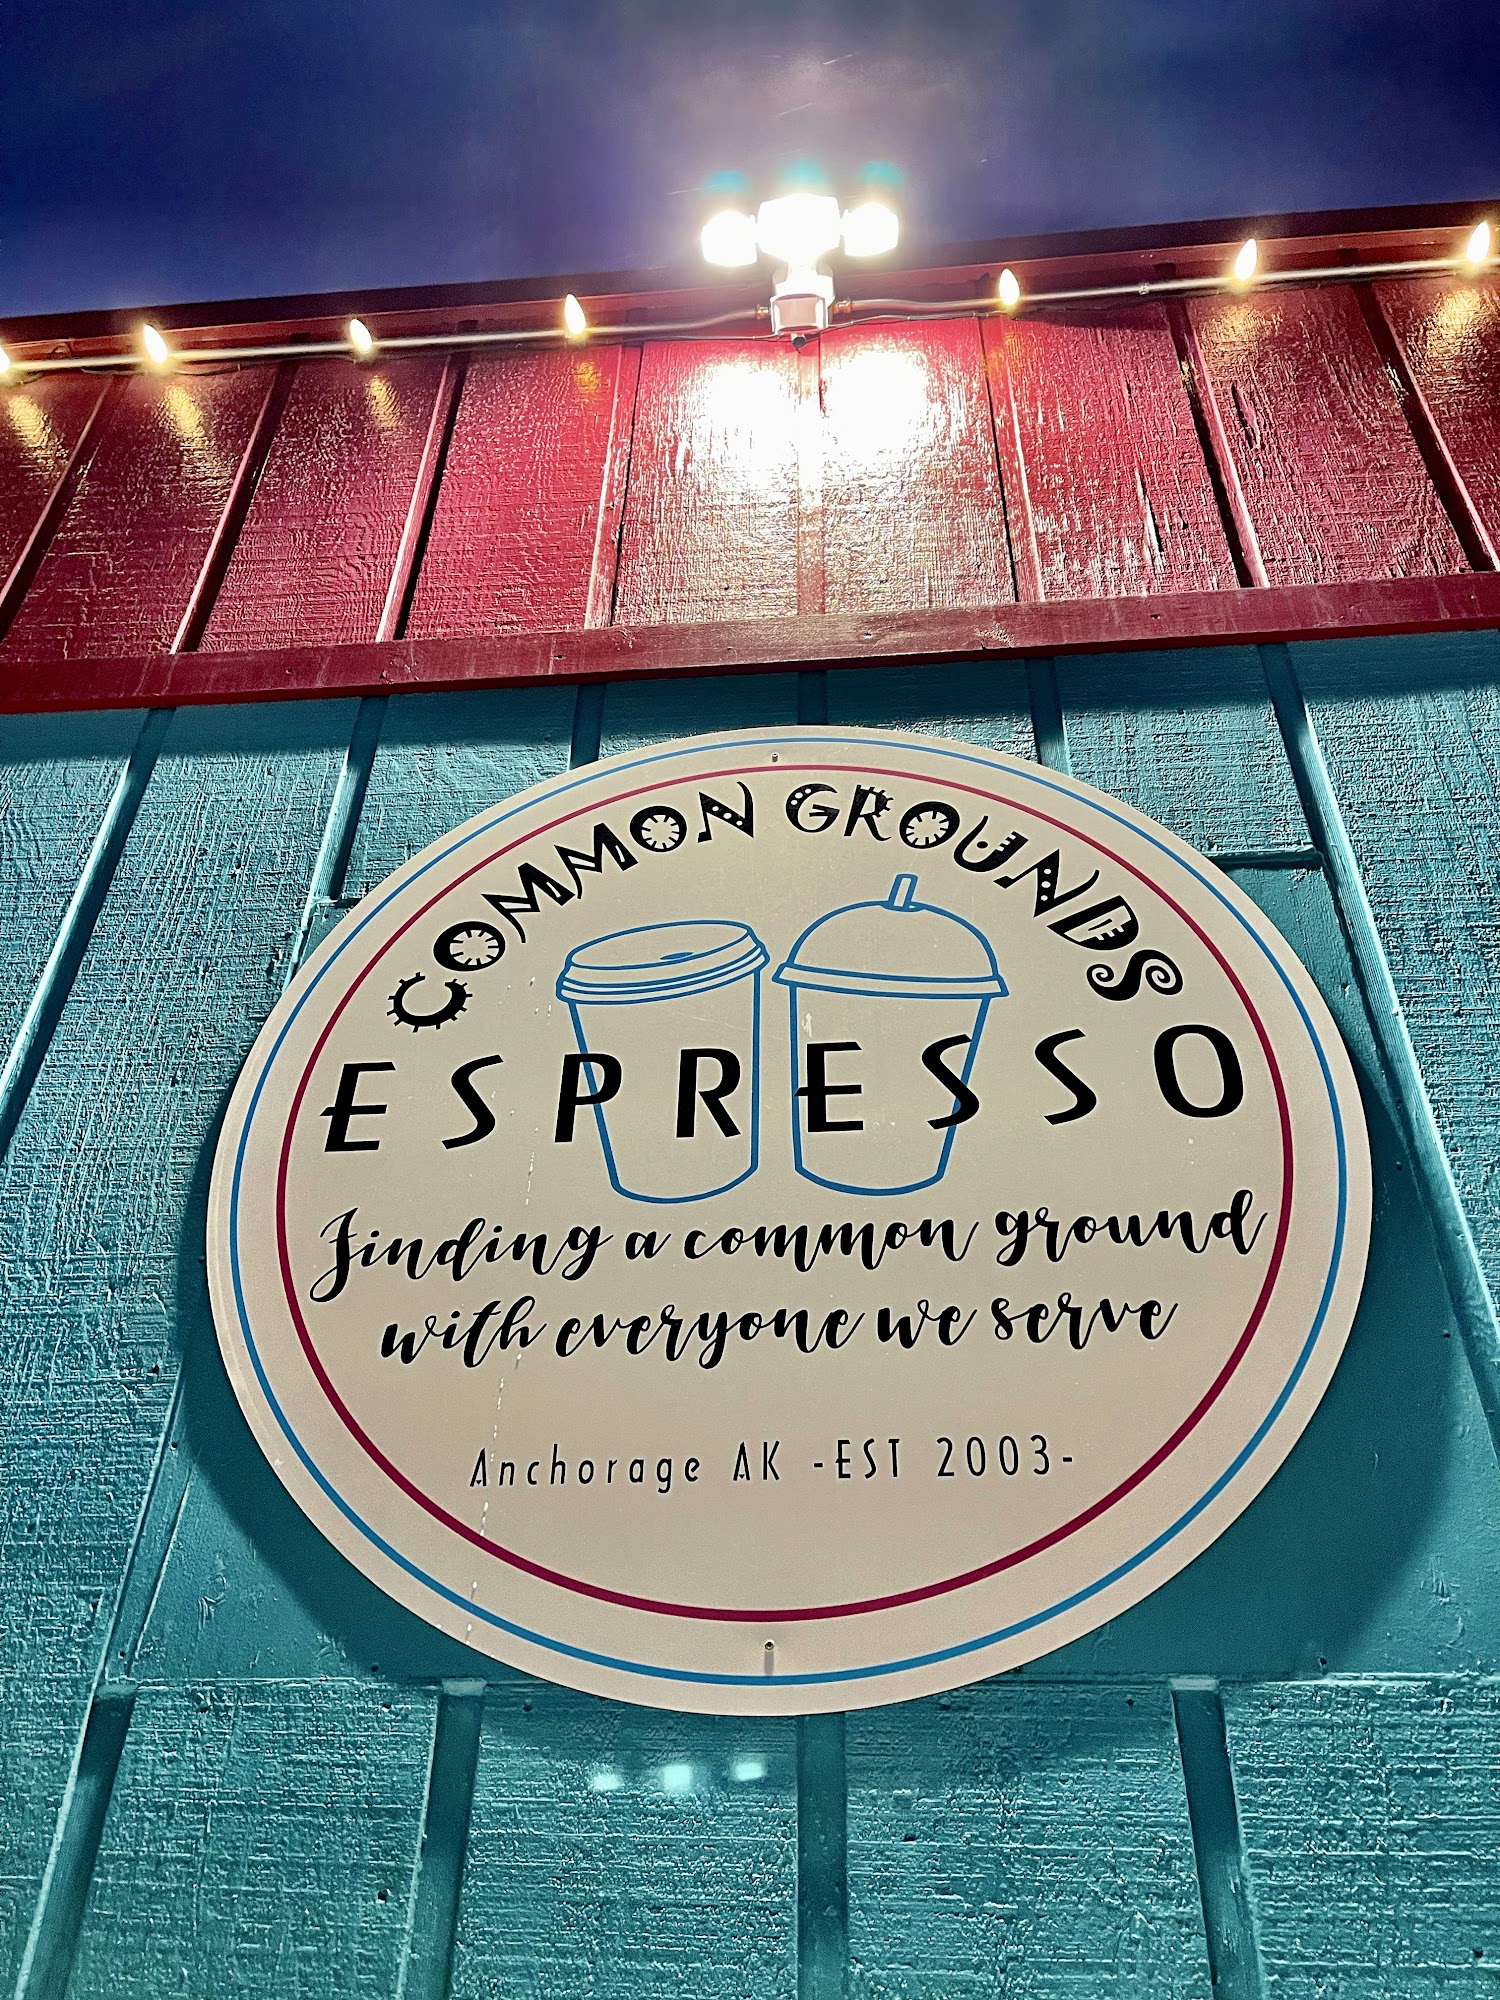 COMMON GROUNDS
ESPRESSO
Finding a common ground
with everyone we serve
Anchorage AK -EST 2003-